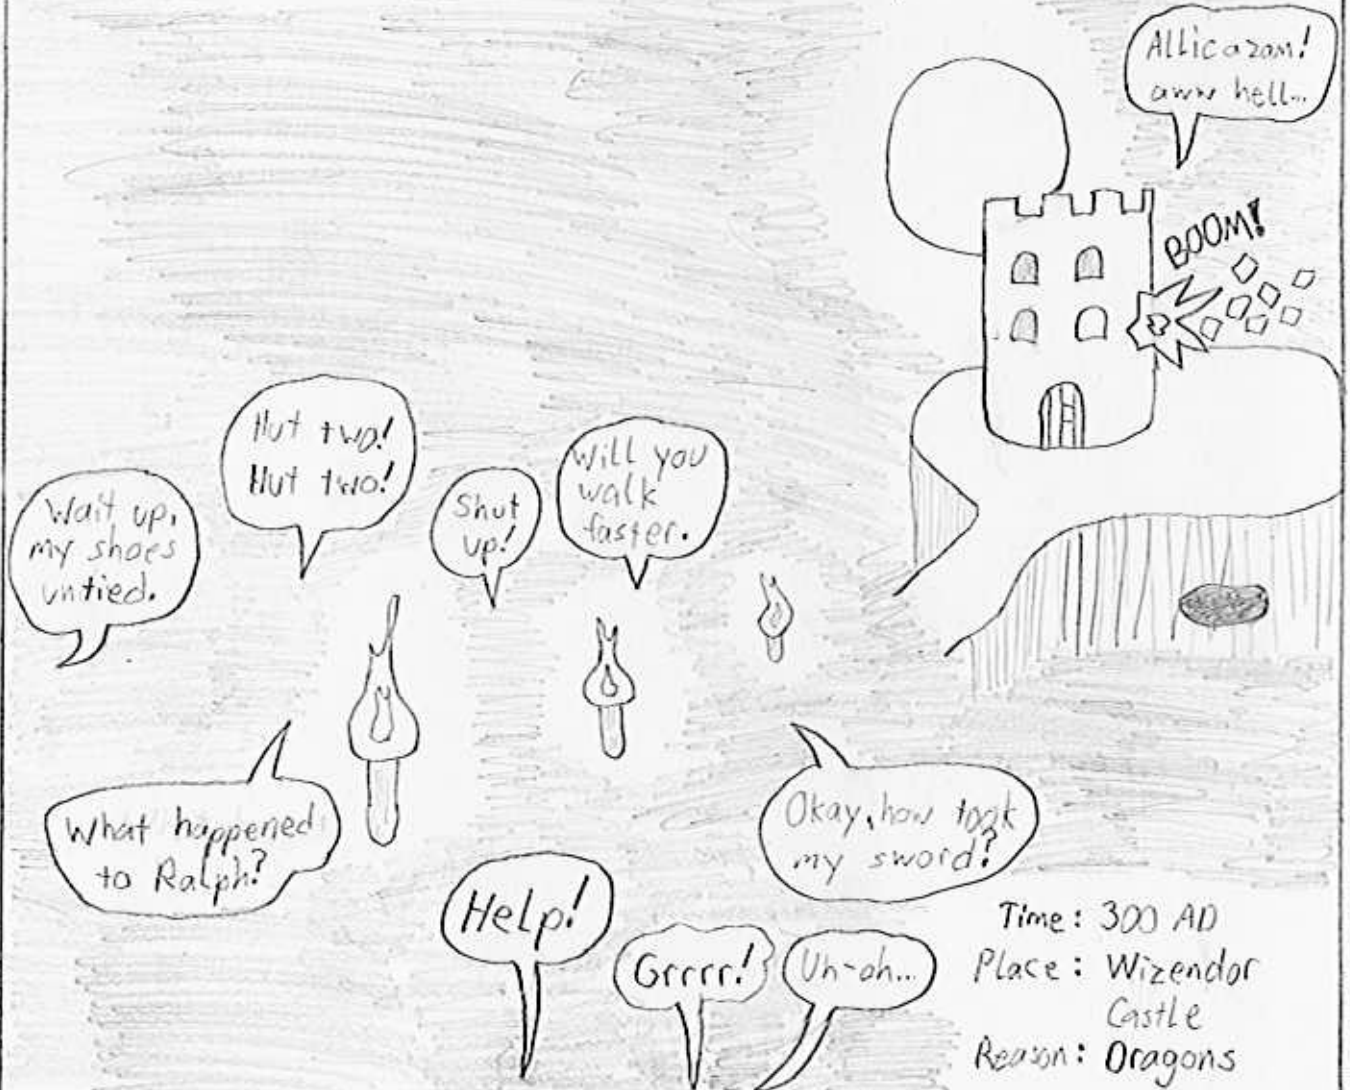 Allicazam!
aww hell...
BOOM!
Hut two!
Hut two!
Wait up,
my shoes
untied.
Shut
up!
Will you
walk
faster.
What happened
to Ralph?
Okay, how took
my sword?
Help!
Grrrr!
Uh-oh...
Time: 300 AD
Place: Wizendor
Castle
Reason: Dragons